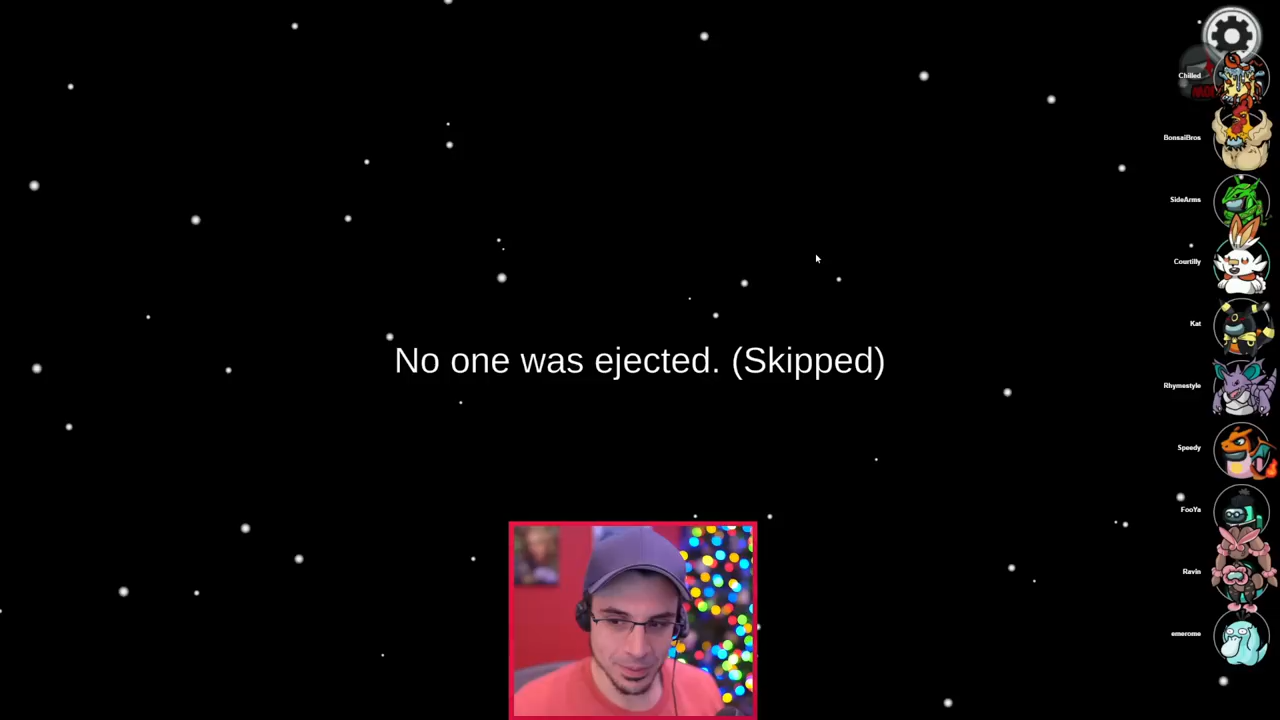 Chilled
BonsaiBros
SideArms
Courtilly
No one was ejected. (Skipped)
Kat
Rhymestyle
Speedy
FooYa
Ravin
emerome